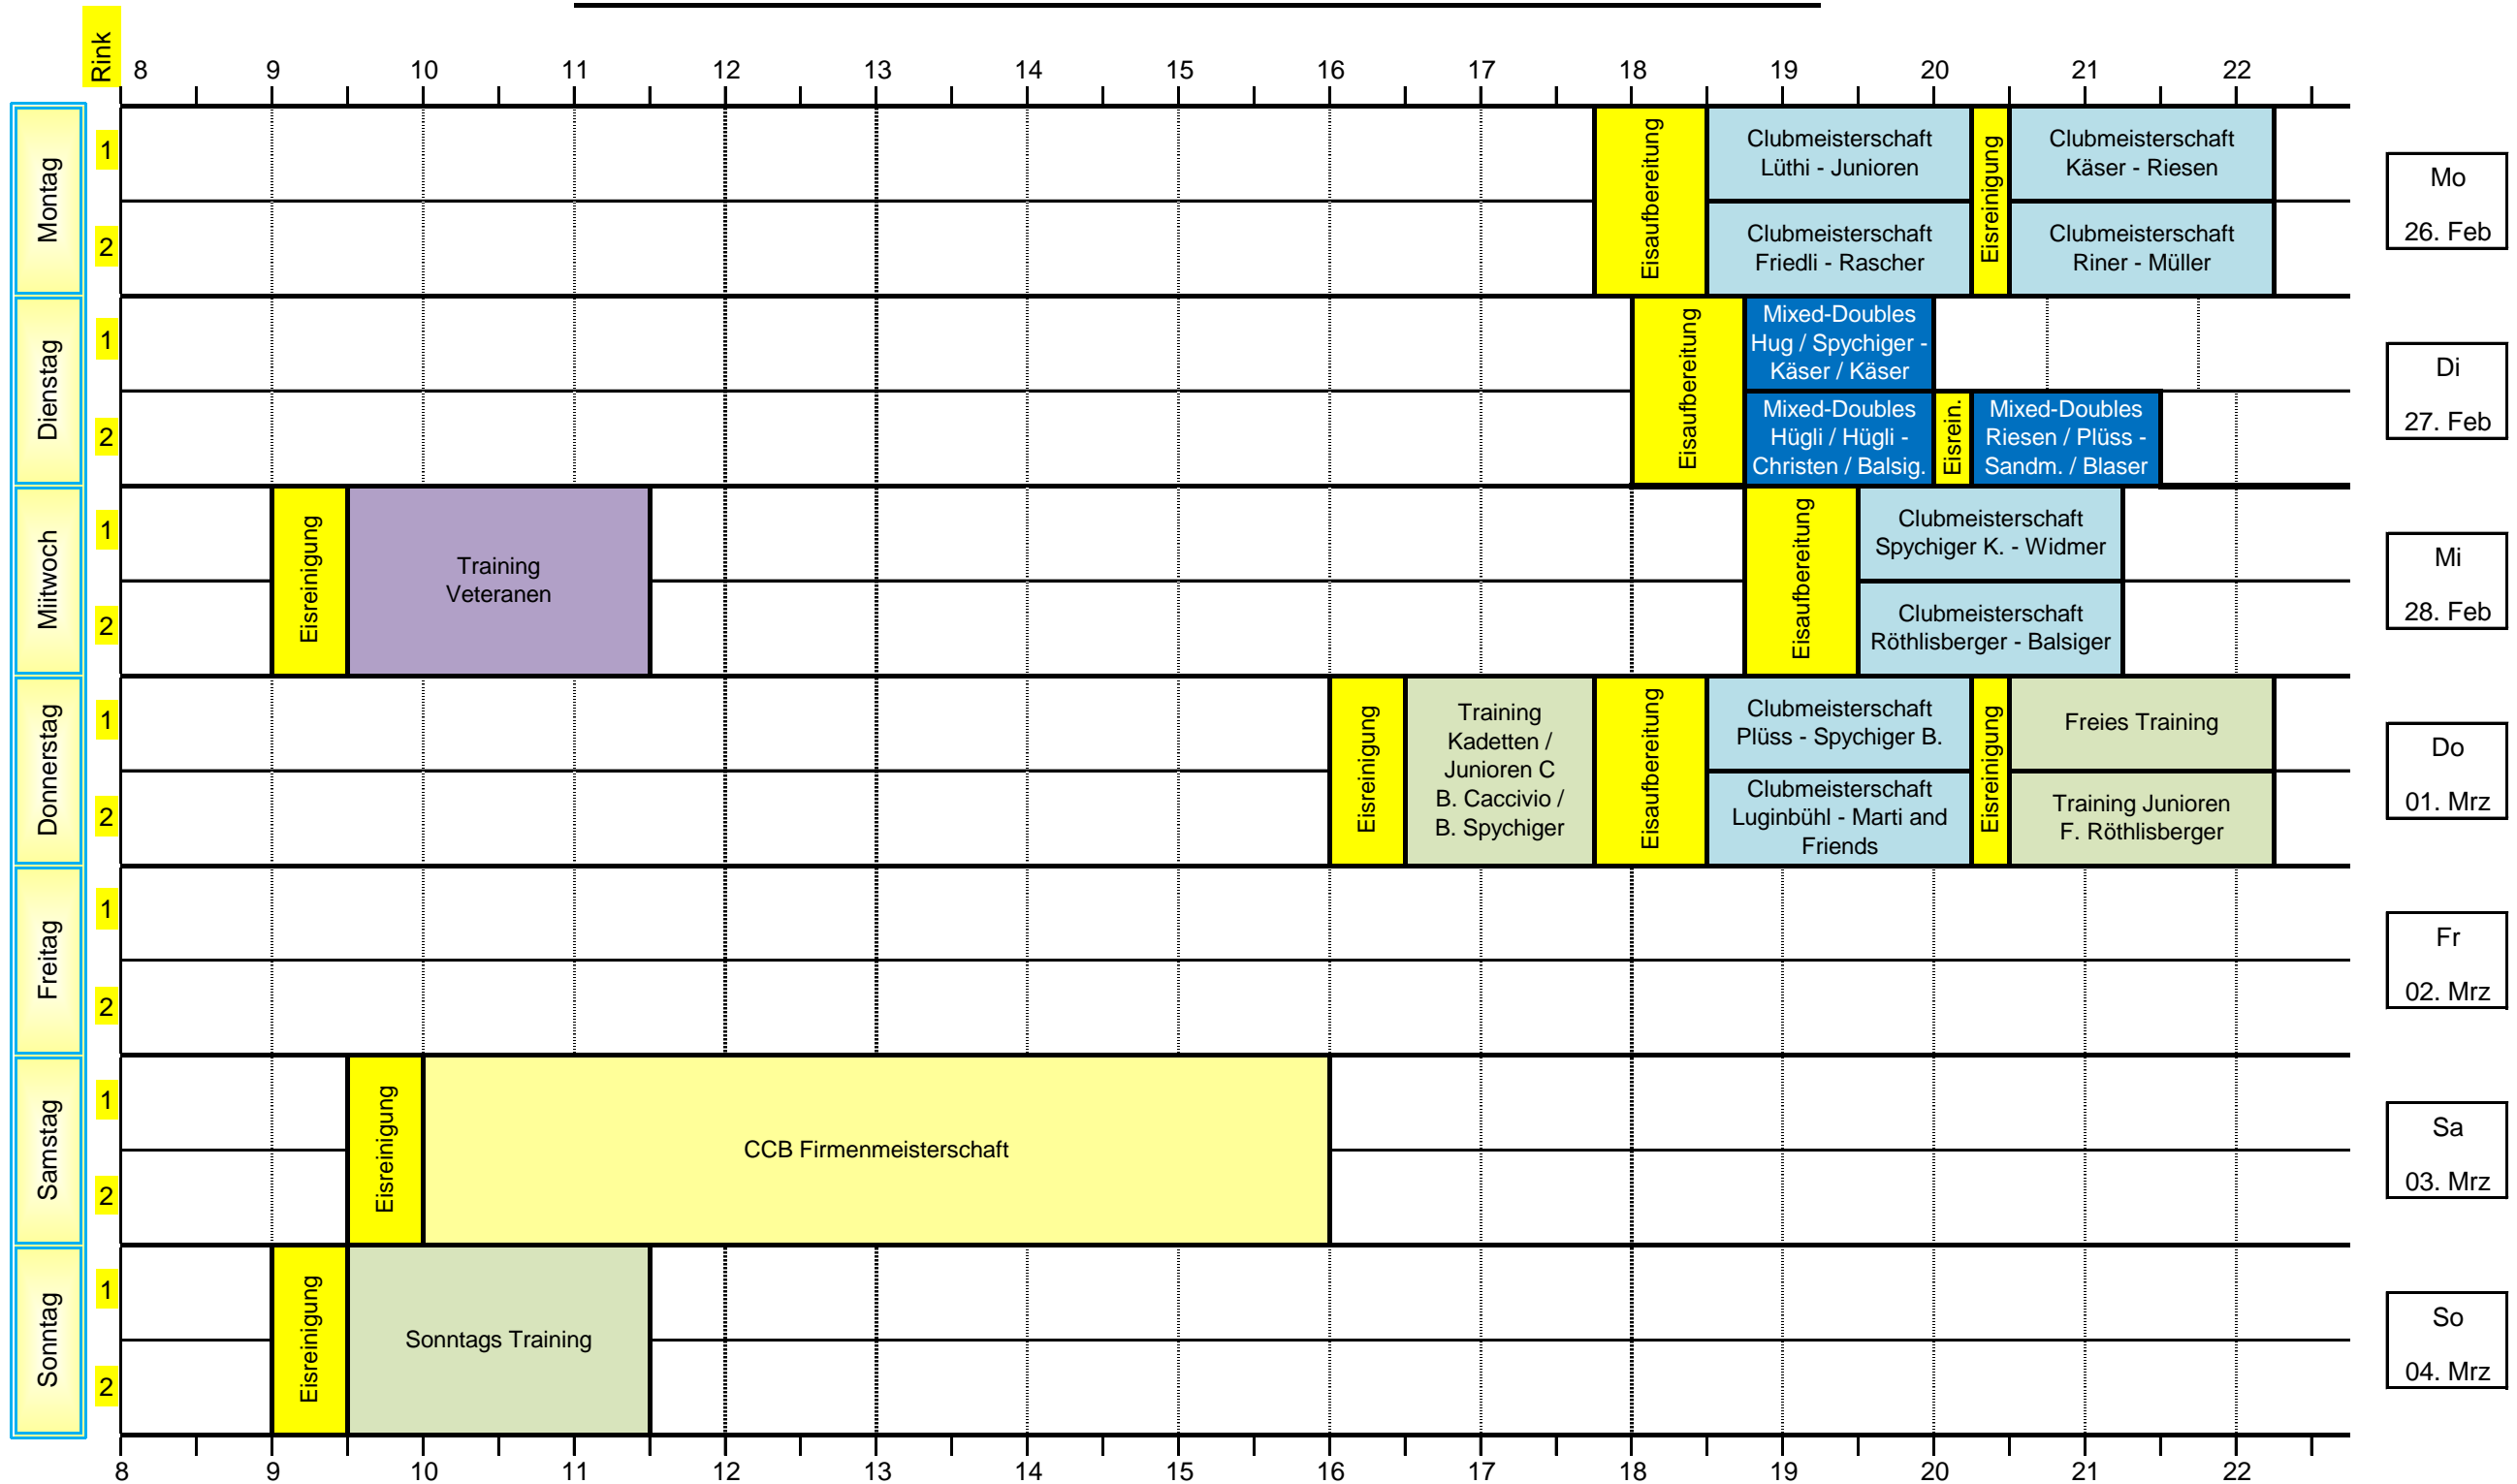 Rink
8 9 10 11 12 13 14 15 16 17 18 19 20 21 22
Montag
1
2
Eisaufbereitung
Clubmeisterschaft
Lüthi - Junioren
Clubmeisterschaft
Friedli - Rascher
Eisreinigung
Clubmeisterschaft
Käser - Riesen
Clubmeisterschaft
Riner - Müller
Mo
26. Feb
Dienstag
1
2
Eisaufbereitung
Mixed-Doubles
Hug / Spychiger -
Käser / Käser
Mixed-Doubles
Hügli / Hügli -
Christen / Balsig.
Eisrein.
Mixed-Doubles
Riesen / Plüss -
Sandm. / Blaser
Di
27. Feb
Miitwoch
1
2
Eisreinigung
Training
Veteranen
Eisaufbereitung
Clubmeisterschaft
Spychiger K. - Widmer
Clubmeisterschaft
Röthlisberger - Balsiger
Mi
28. Feb
Donnerstag
1
2
Eisreinigung
Training
Kadetten /
Junioren C
B. Caccivio /
B. Spychiger
Eisaufbereitung
Clubmeisterschaft
Plüss - Spychiger B.
Clubmeisterschaft
Luginbühl - Marti and
Friends
Eisreinigung
Freies Training
Training Junioren
F. Röthlisberger
Do
01. Mrz
Freitag
1
2
Fr
02. Mrz
Samstag
1
2
Eisreinigung
CCB Firmenmeisterschaft
Sa
03. Mrz
Sonntag
1
2
Eisreinigung
Sonntags Training
So
04. Mrz
8 9 10 11 12 13 14 15 16 17 18 19 20 21 22